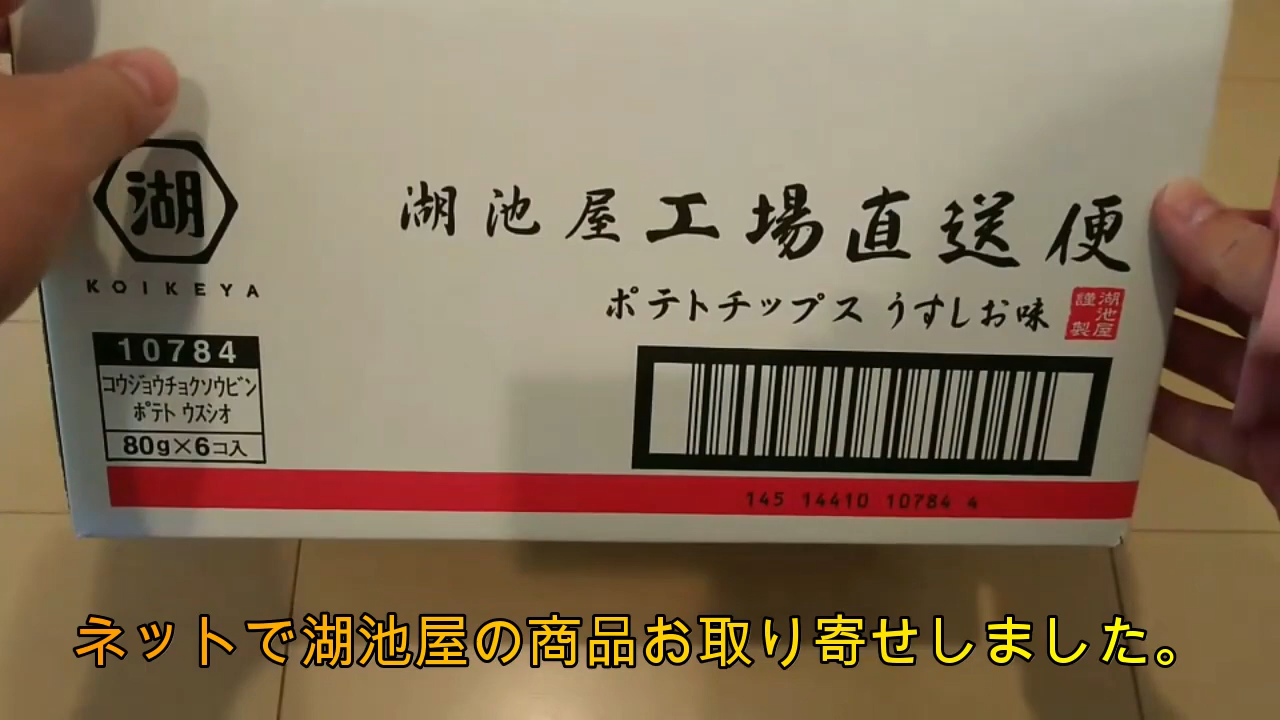 湖
KOIKEYA
湖池屋工場直送便
ポテトチップス うすしお味
湖池屋謹製
10784
コウジョウチョクソウビン
ポテト ウスシオ
80g×6コ入
145 14410 10784 4
ネットで湖池屋の商品お取り寄せしました。